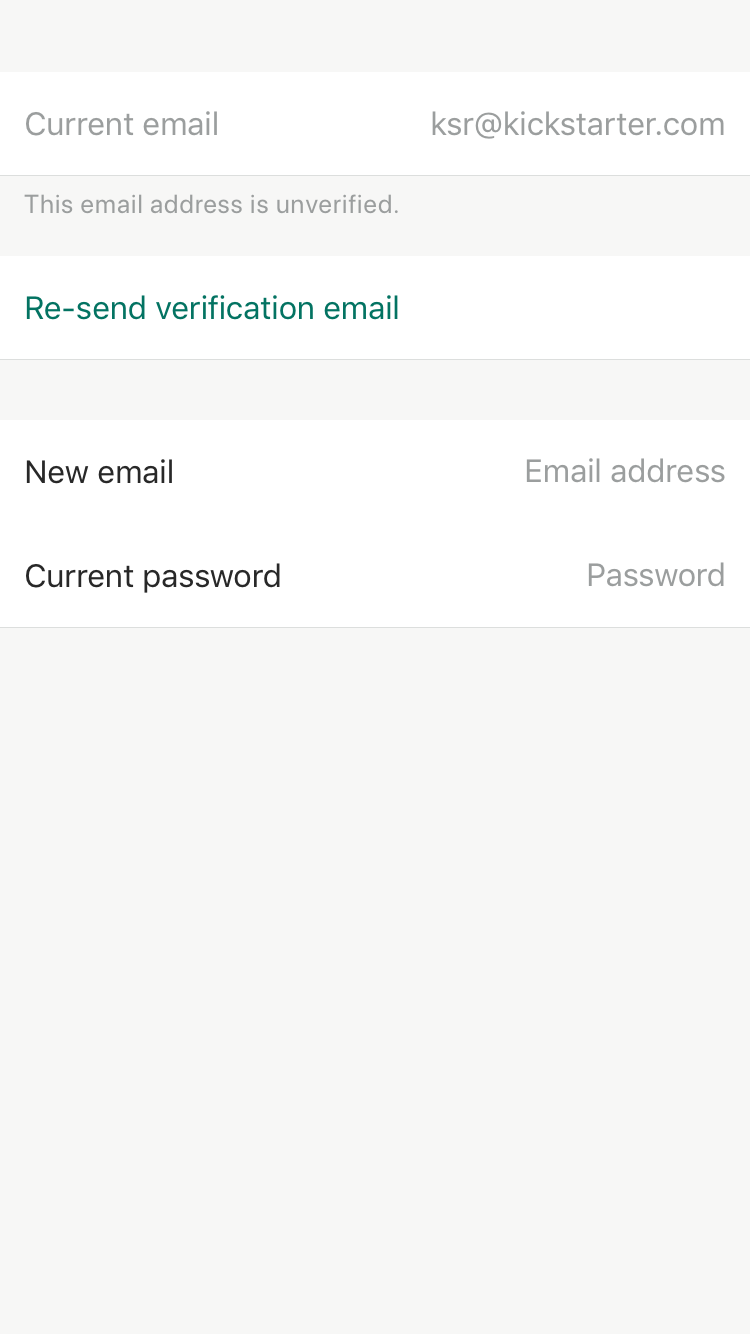 Current email ksr@kickstarter.com
This email address is unverified.
Re-send verification email
New email Email address
Current password Password